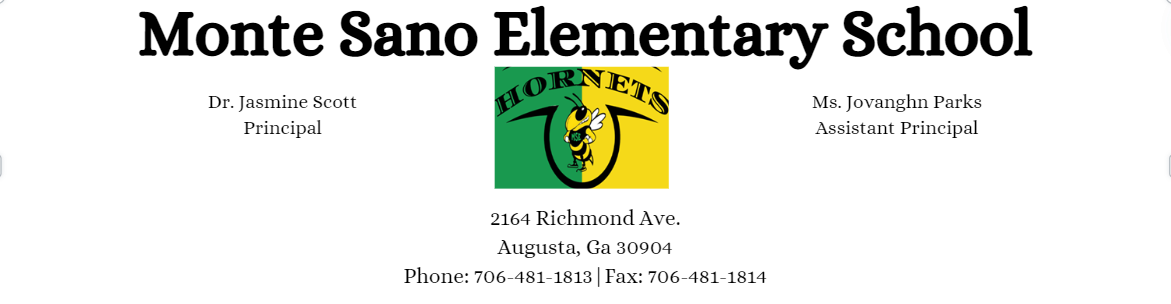 Monte Sano Elementary School
HORNETS
Dr. Jasmine Scott
Principal
Ms. Jovanghn Parks
Assistant Principal
2164 Richmond Ave.
Augusta, Ga 30904
Phone: 706-481-1813|Fax: 706-481-1814